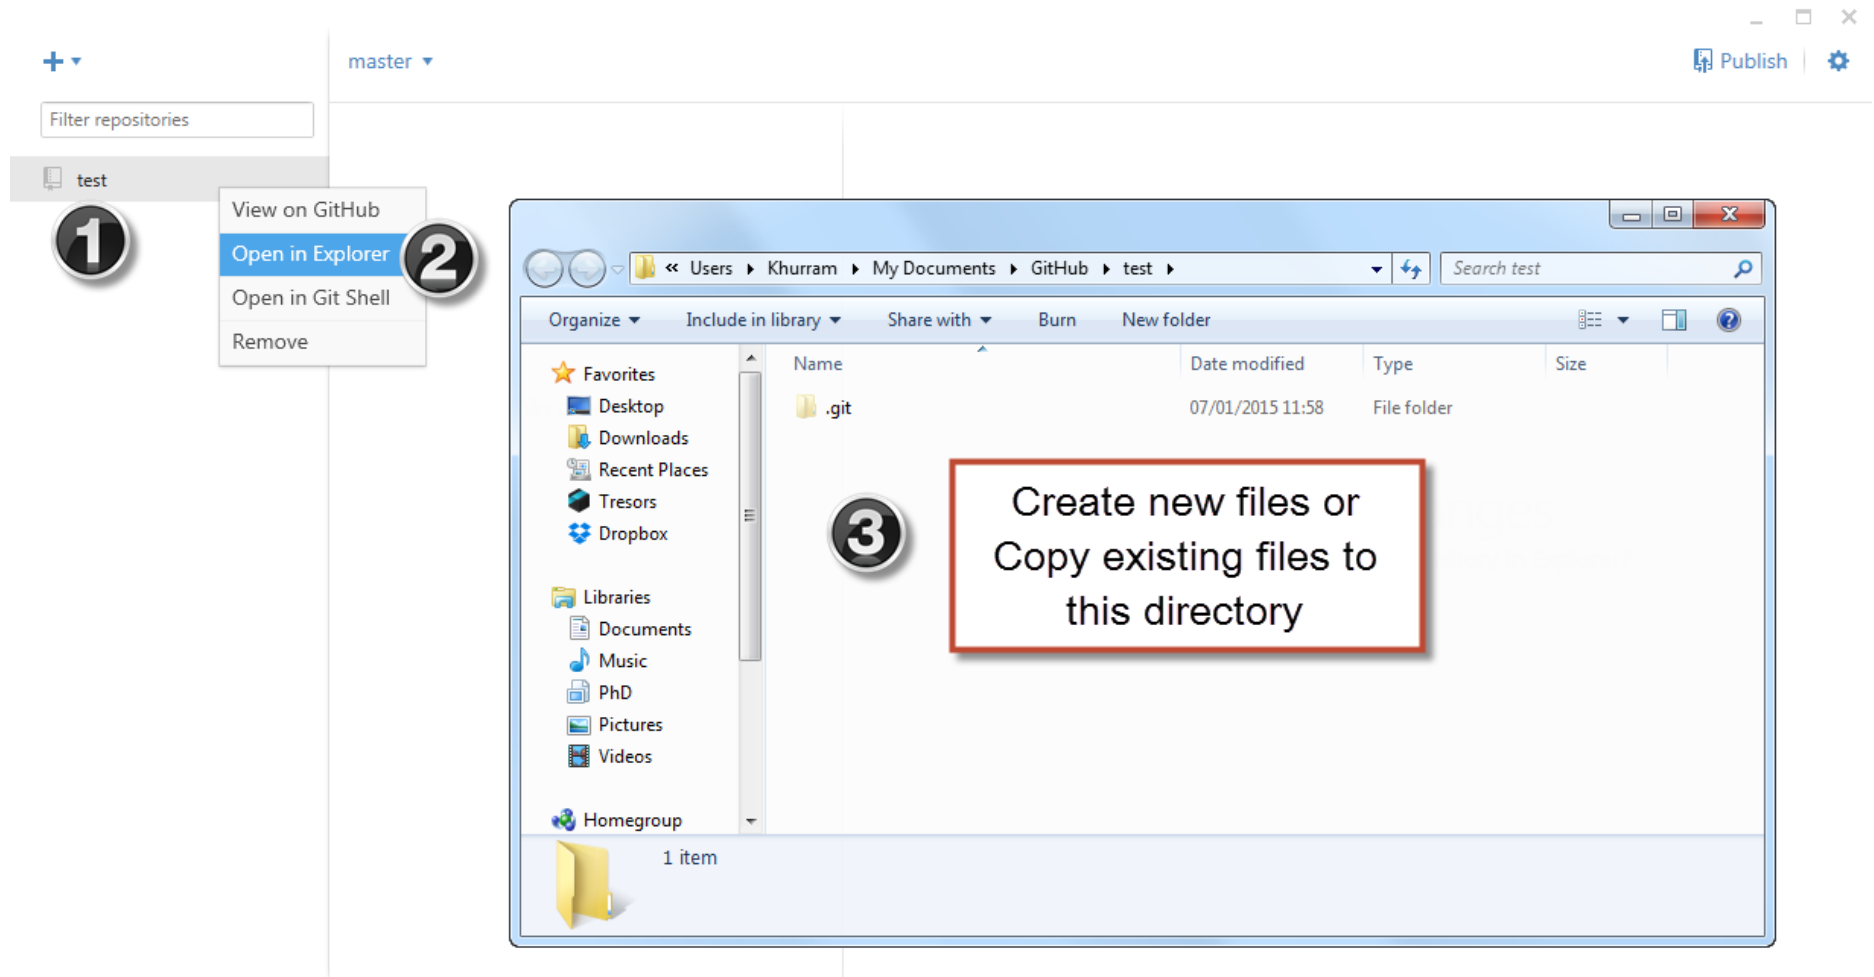 master
Publish
Filter repositories
test
1
View on GitHub
Open in Explorer
2
Open in Git Shell
Remove
« Users Khurram My Documents GitHub test
Search test
Organize Include in library Share with Burn New folder
Name Date modified Type Size
.git 07/01/2015 11:58 File folder
Favorites
Desktop
Downloads
Recent Places
Tresors
Dropbox
Libraries
Documents
Music
PhD
Pictures
Videos
Homegroup
3
Create new files or
Copy existing files to
this directory
1 item